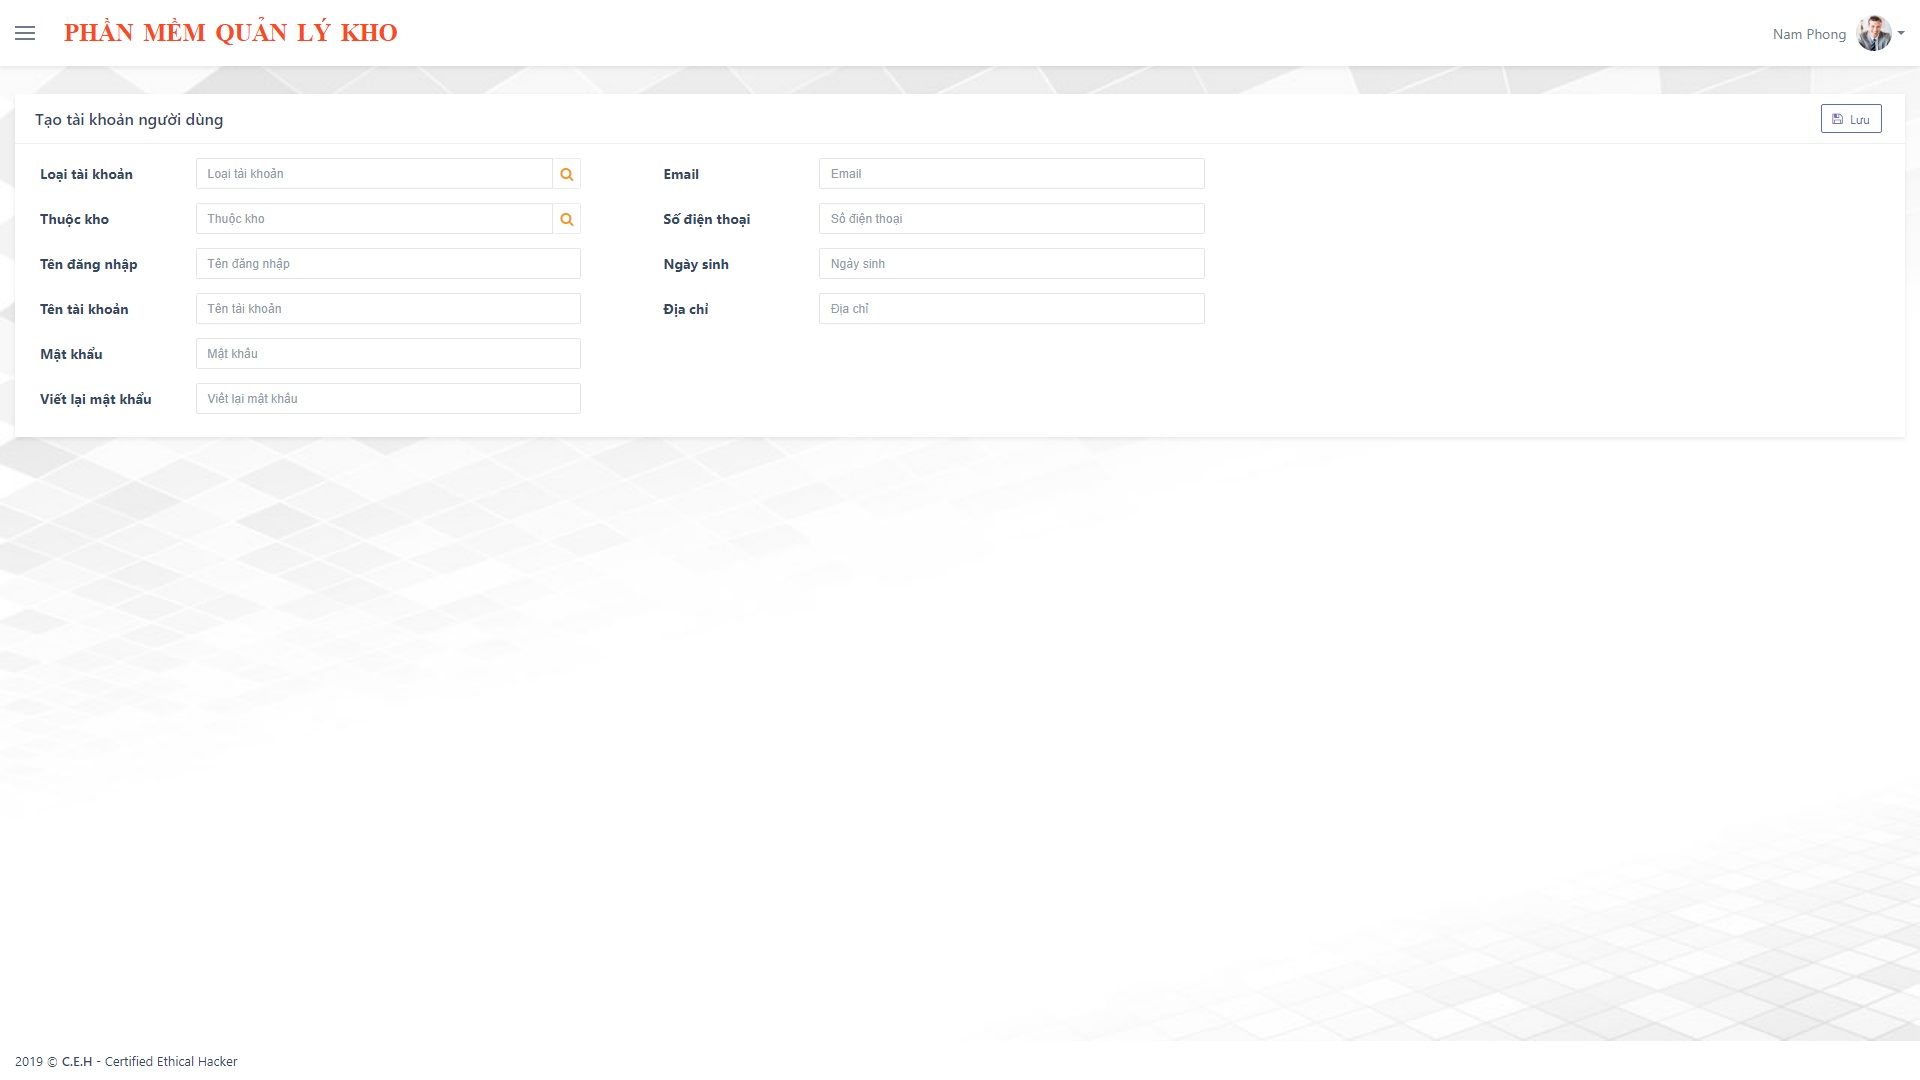 PHẦN MỀM QUẢN LÝ KHO
Nam Phong
Tạo tài khoản người dùng
Lưu
Loại tài khoản
Loại tài khoản
Email
Email
Thuộc kho
Thuộc kho
Số điện thoại
Số điện thoại
Tên đăng nhập
Tên đăng nhập
Ngày sinh
Ngày sinh
Tên tài khoản
Tên tài khoản
Địa chỉ
Địa chỉ
Mật khẩu
Mật khẩu
Viết lại mật khẩu
Viết lại mật khẩu
2019 © C.E.H - Certified Ethical Hacker